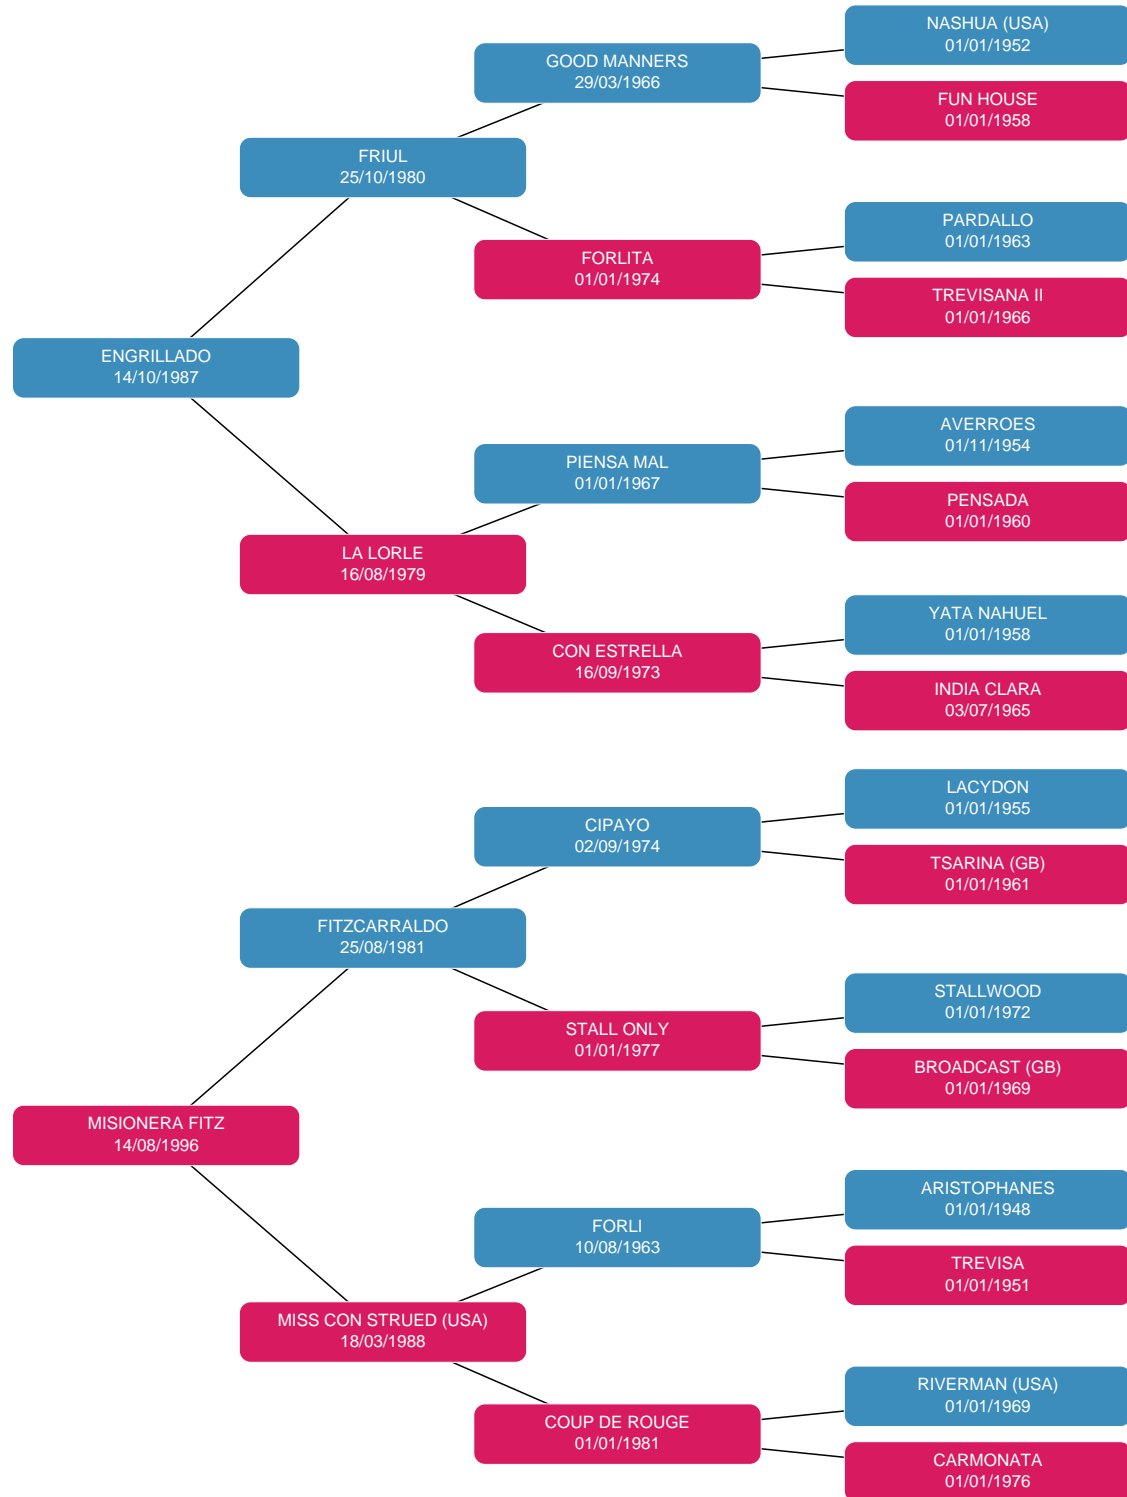 NASHUA (USA)
01/01/1952
GOOD MANNERS
29/03/1966
FUN HOUSE
01/01/1958
FRIUL
25/10/1980
PARDALLO
01/01/1963
FORLITA
01/01/1974
TREVISANA II
01/01/1966
ENGRILLADO
14/10/1987
AVERROES
01/11/1954
PIENSA MAL
01/01/1967
PENSADA
01/01/1960
LA LORLE
16/08/1979
YATA NAHUEL
01/01/1958
CON ESTRELLA
16/09/1973
INDIA CLARA
03/07/1965
LACYDON
01/01/1955
CIPAYO
02/09/1974
TSARINA (GB)
01/01/1961
FITZCARRALDO
25/08/1981
STALLWOOD
01/01/1972
STALL ONLY
01/01/1977
BROADCAST (GB)
01/01/1969
MISIONERA FITZ
14/08/1996
ARISTOPHANES
01/01/1948
FORLI
10/08/1963
TREVISA
01/01/1951
MISS CON STRUED (USA)
18/03/1988
RIVERMAN (USA)
01/01/1969
COUP DE ROUGE
01/01/1981
CARMONATA
01/01/1976